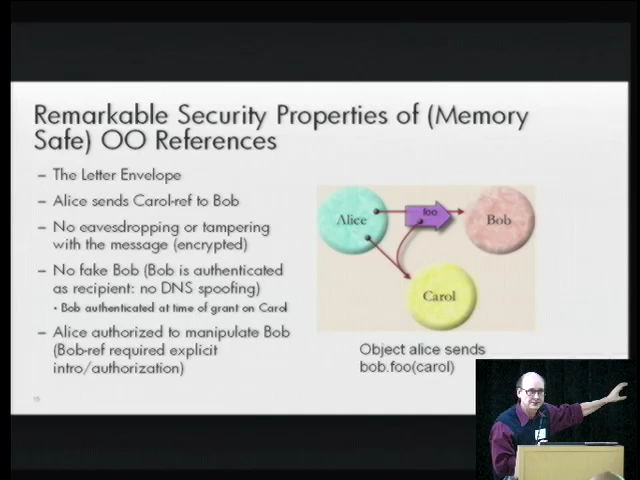 Remarkable Security Properties of (Memory
Safe) OO References
– The Letter Envelope
– Alice sends Carol-ref to Bob
– No eavesdropping or tampering
with the message (encrypted)
– No fake Bob (Bob is authenticated
as recipient: no DNS spoofing)
• Bob authenticated at time of grant on Carol
– Alice authorized to manipulate Bob
(Bob-ref required explicit
intro/authorization)
Alice
foo
Bob
Carol
Object alice sends
bob.foo(carol)
15